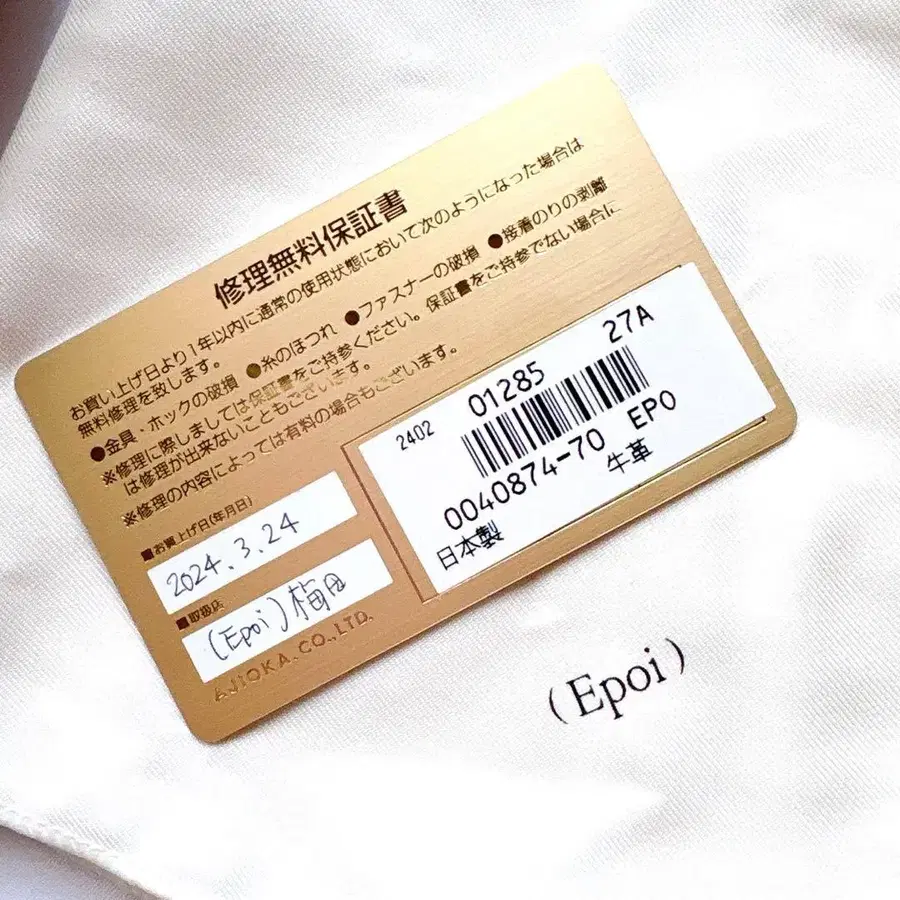 修理無料保証書
お買い上げ日より1年以内に通常の使用状態において次のようになった場合は
無料修理を致します。
●金具・ホックの破損 ●糸のほつれ ●ファスナーの破損 ●接着のりの剥離
※修理に際しましては保証書をご持参ください。保証書をご持参でない場合に
は修理が出来ないこともございます。
※修理の内容によっては有料の場合もございます。
■お買上げ日(年月日)
2024.3.24
■取扱店
(Epoi)梅田
AJIOKA.CO.,LTD.
2402 01285 27A
0040874-70 EPO
日本製 牛革
(Epoi)